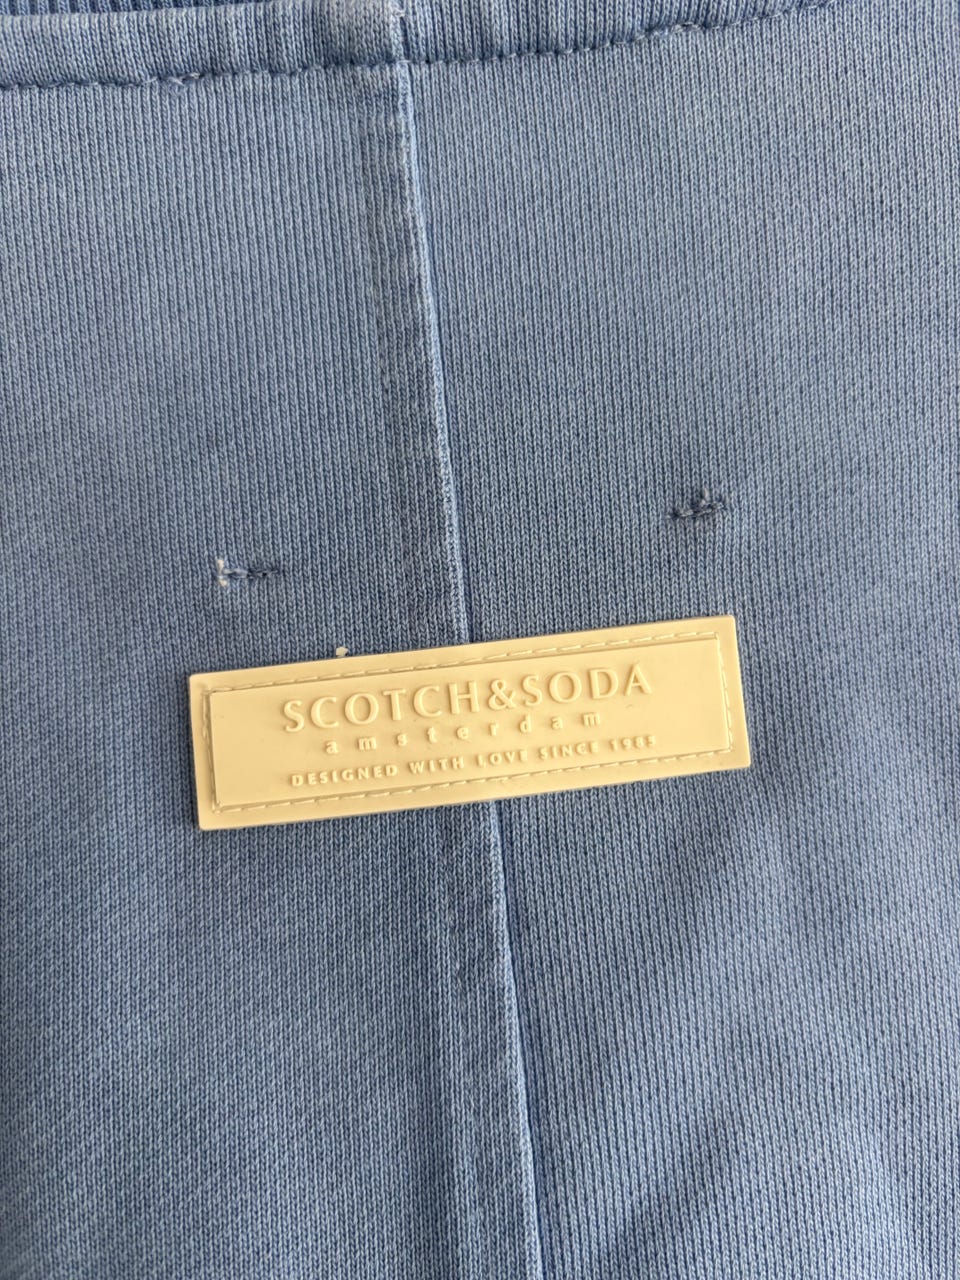 SCOTCH&SODA
amsterdam
DESIGNED WITH LOVE SINCE 1985